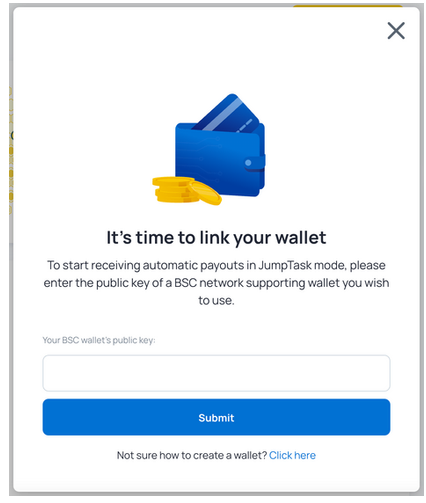 It's time to link your wallet
To start receiving automatic payouts in JumpTask mode, please
enter the public key of a BSC network supporting wallet you wish
to use.
Your BSC wallet's public key:
Submit
Not sure how to create a wallet? Click here